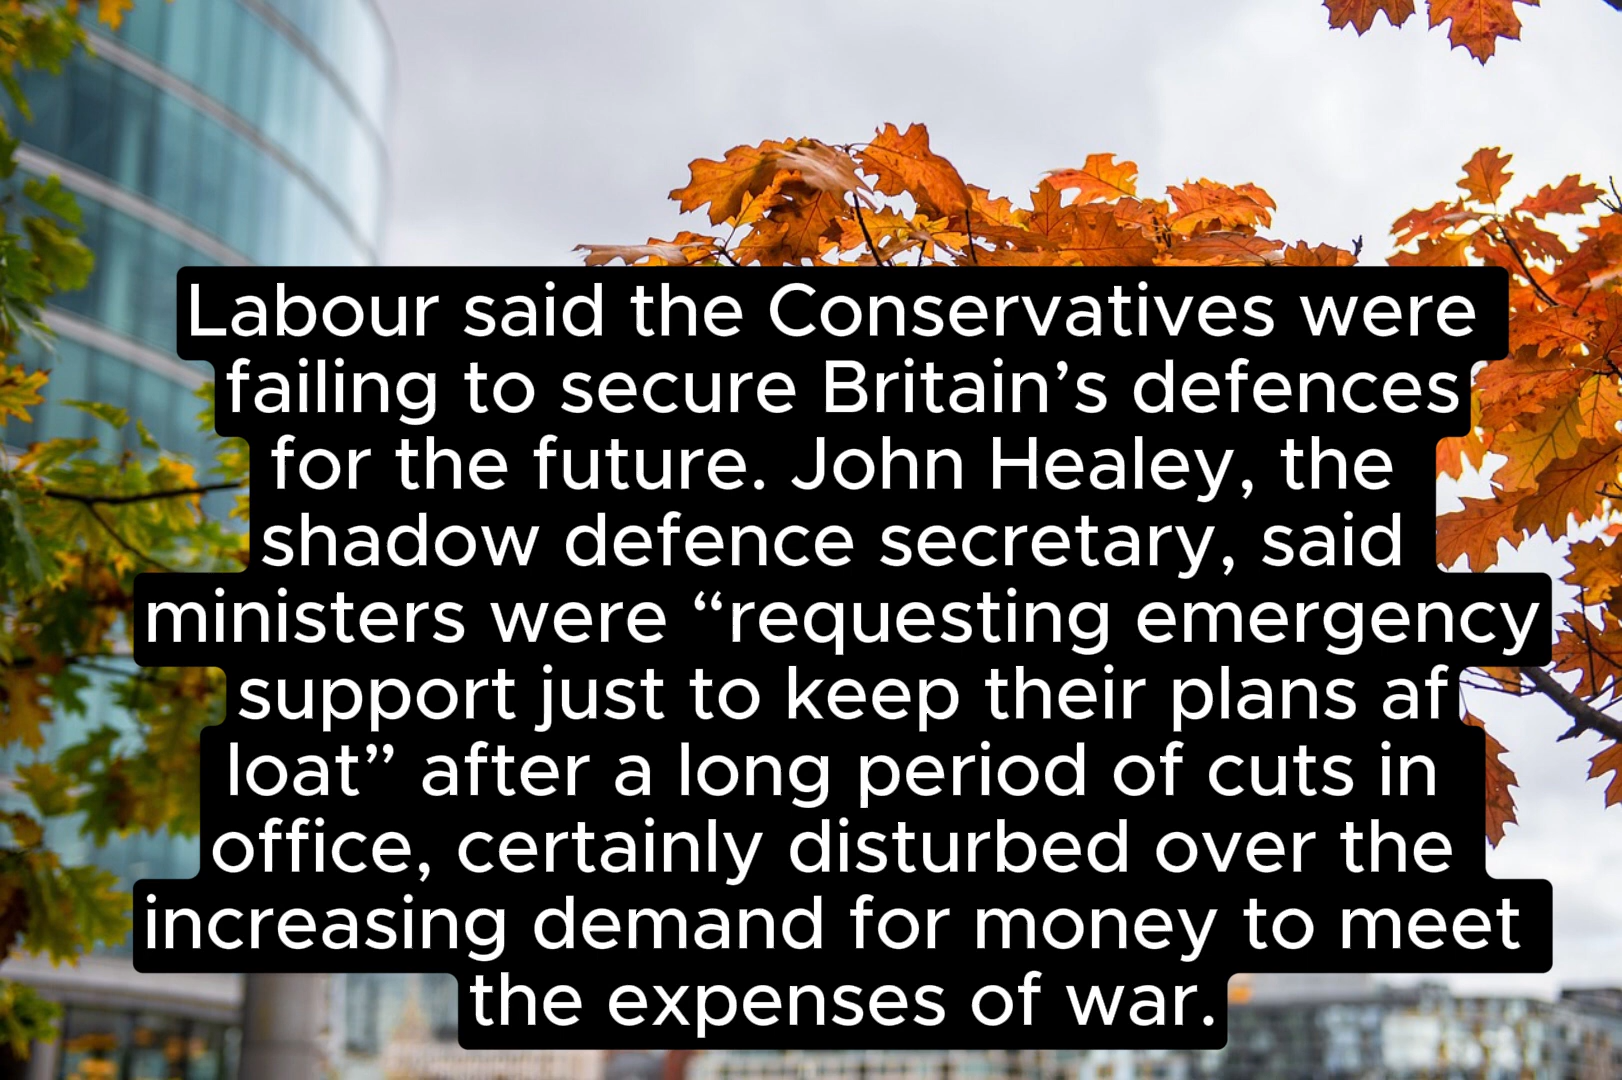 Labour said the Conservatives were
failing to secure Britain’s defences
for the future. John Healey, the
shadow defence secretary, said
ministers were “requesting emergency
support just to keep their plans af
loat” after a long period of cuts in
office, certainly disturbed over the
increasing demand for money to meet
the expenses of war.